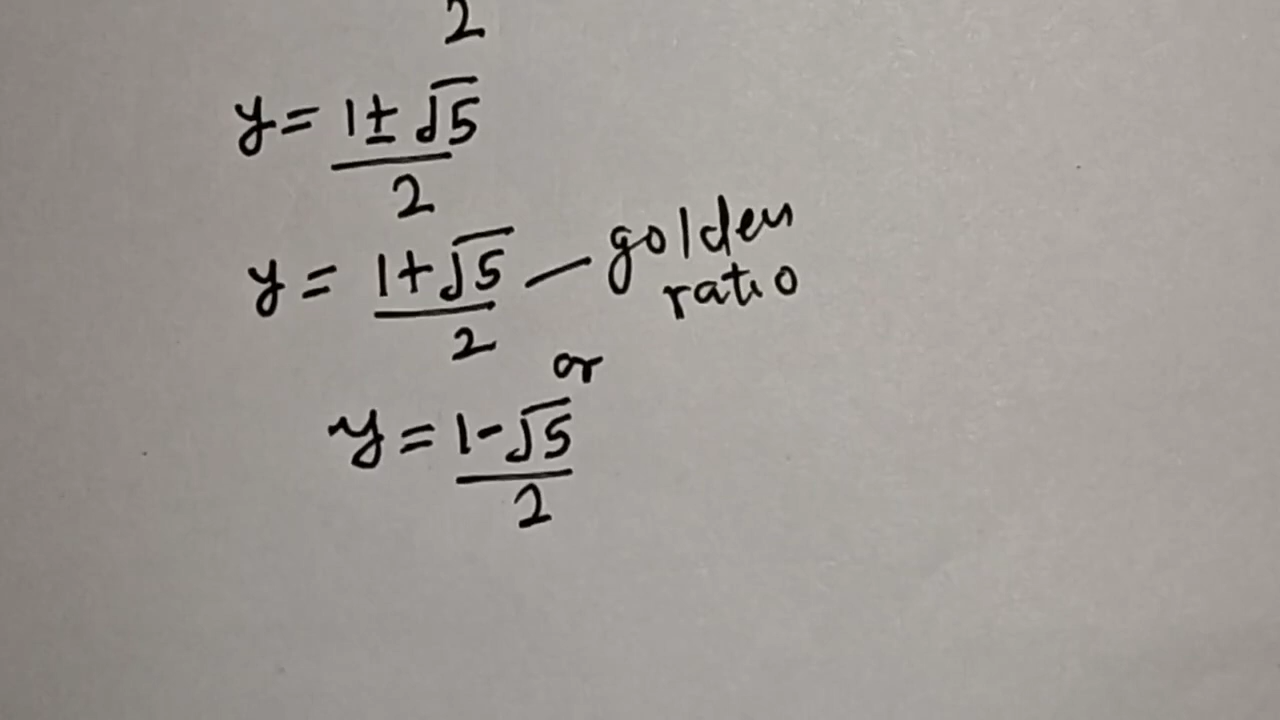 2
y = 1 ± √5
2
y = 1 + √5 — golden
ratio
2
or
y = 1 - √5
2